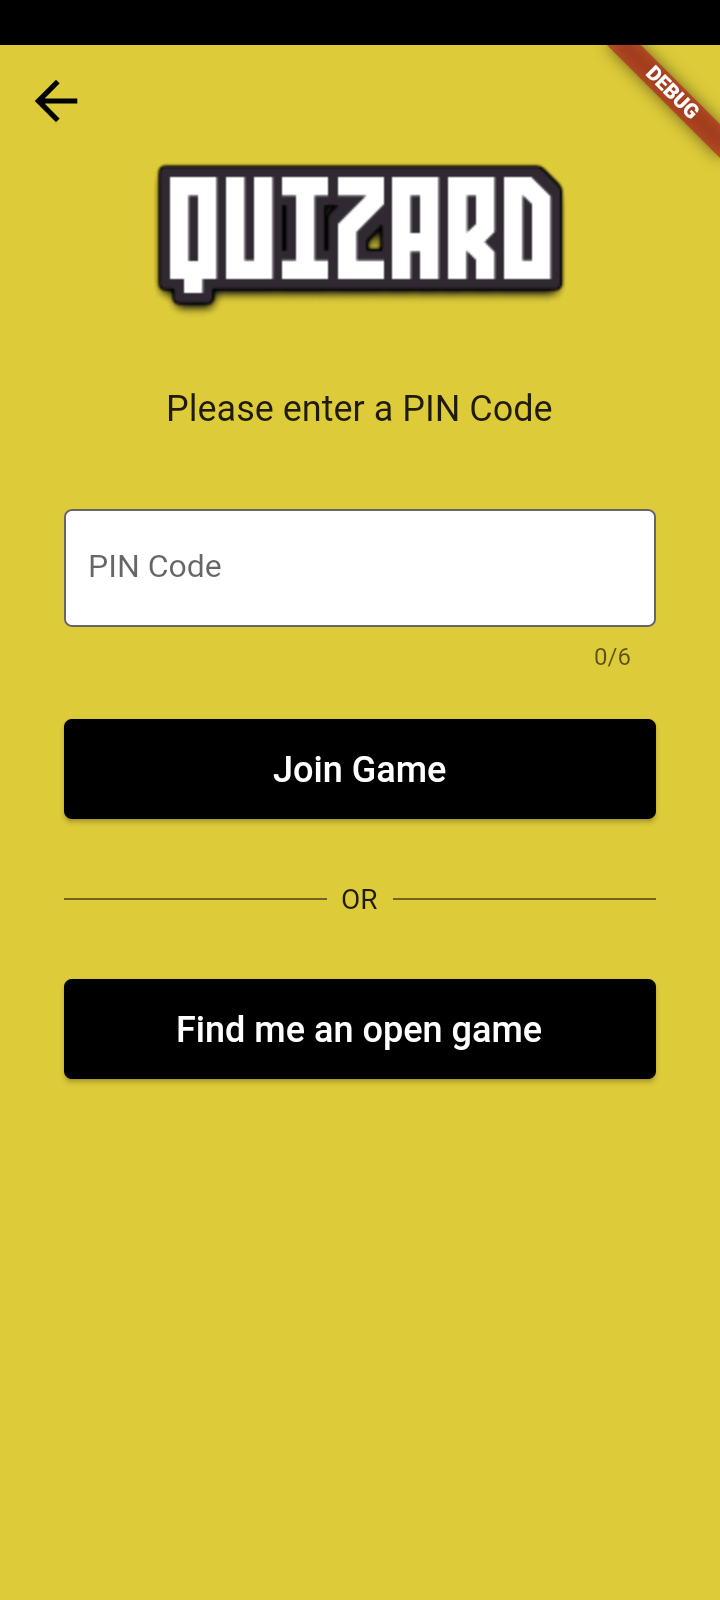 DEBUG
QUIZARD
Please enter a PIN Code
PIN Code
0/6
Join Game
OR
Find me an open game